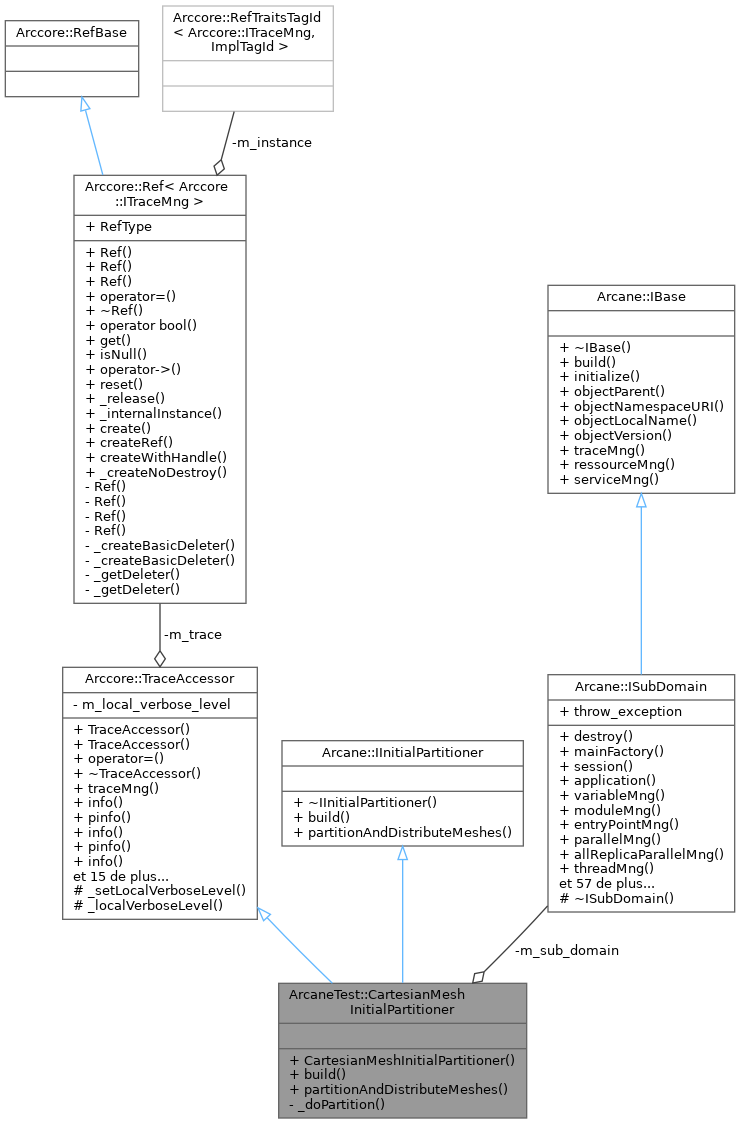 Arccore::RefBase
Arccore::RefTraitsTagId
< Arccore::ITraceMng,
ImplTagId >
-m_instance
Arccore::Ref< Arccore
::ITraceMng >
+ RefType
+ Ref()
+ Ref()
+ Ref()
+ operator=()
+ ~Ref()
+ operator bool()
+ get()
+ isNull()
+ operator->()
+ reset()
+ _release()
+ _internalInstance()
+ create()
+ createRef()
+ createWithHandle()
+ _createNoDestroy()
- Ref()
- Ref()
- Ref()
- Ref()
- _createBasicDeleter()
- _createBasicDeleter()
- _getDeleter()
- _getDeleter()
Arcane::IBase
+ ~IBase()
+ build()
+ initialize()
+ objectParent()
+ objectNamespaceURI()
+ objectLocalName()
+ objectVersion()
+ traceMng()
+ ressourceMng()
+ serviceMng()
-m_trace
Arccore::TraceAccessor
- m_local_verbose_level
+ TraceAccessor()
+ TraceAccessor()
+ operator=()
+ ~TraceAccessor()
+ traceMng()
+ info()
+ pinfo()
+ info()
+ pinfo()
+ info()
et 15 de plus...
# _setLocalVerboseLevel()
# _localVerboseLevel()
Arcane::IInitialPartitioner
+ ~IInitialPartitioner()
+ build()
+ partitionAndDistributeMeshes()
Arcane::ISubDomain
+ throw_exception
+ destroy()
+ mainFactory()
+ session()
+ application()
+ variableMng()
+ moduleMng()
+ entryPointMng()
+ parallelMng()
+ allReplicaParallelMng()
+ threadMng()
et 57 de plus...
# ~ISubDomain()
-m_sub_domain
ArcaneTest::CartesianMesh
InitialPartitioner
+ CartesianMeshInitialPartitioner()
+ build()
+ partitionAndDistributeMeshes()
- _doPartition()